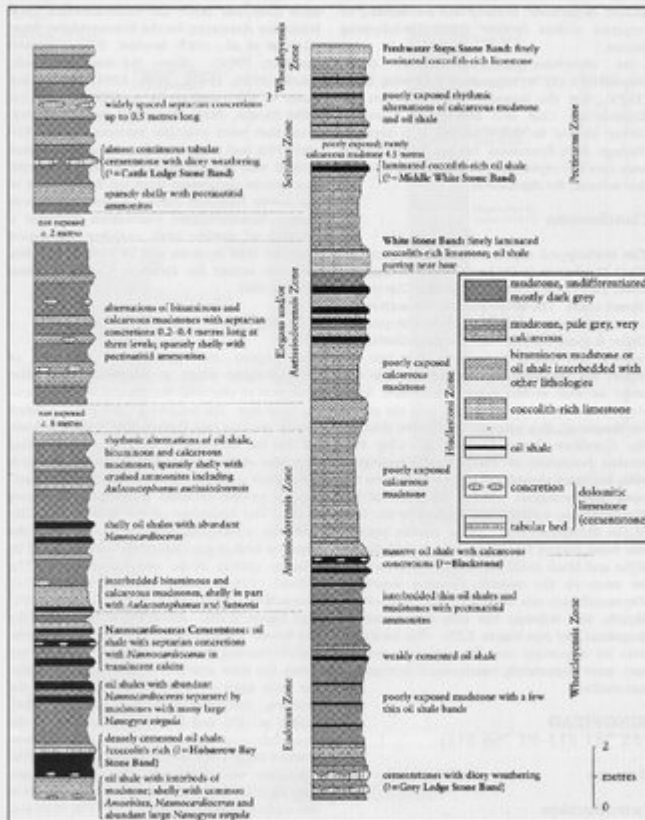 Wheatleyensis
Zone
?
widely spaced septarian concretions
up to 0.5 metres long
Scitulus Zone
almost continuous tabular
cementstone with dicey weathering
(?=Cattle Ledge Stone Band)
sparsely shelly with pectinatitid
ammonites
not exposed
c. 2 metres
Elegans and/or
Autissiodorensis Zone
alternations of bituminous and
calcareous mudstones with septarian
concretions 0.2–0.4 metres long at
three levels; sparsely shelly with
pectinatitid ammonites
not exposed
c. 8 metres
rhythmic alternations of oil shale,
bituminous and calcareous
mudstones; sparsely shelly with
crushed ammonites including
Aulacostephanus autissiodorensis
Autissiodorensis Zone
shelly oil shales with abundant
Nannocardioceras
interbedded bituminous and
calcareous mudstones, shelly in part
with Aulacostephanus and Sutneria
Nannocardioceras Cementstone: oil
shale with septarian concretions
with Nannocardioceras in
translucent calcite
Eudoxus Zone
oil shales with abundant
Nannocardioceras separated by
mudstones with many large
Nanogyra virgula
densely cemented oil shale;
?coccolith rich (?=Hobarrow Bay
Stone Band)
oil shale with interbeds of
mudstone; shelly with common
Amoebites, Nannocardioceras and
abundant large Nanogyra virgula
Freshwater Steps Stone Band: finely
laminated coccolith-rich limestone
poorly exposed rhythmic
alternations of calcareous mudstone
and oil shale
Pectinatus Zone
poorly exposed; mostly
calcareous mudstone 4.1 metres
laminated coccolith-rich oil shale
(?=Middle White Stone Band)
White Stone Band: finely laminated
coccolith-rich limestone; oil shale
parting near base
poorly exposed
calcareous
mudstone
Hudlestoni Zone
poorly exposed
calcareous
mudstone
massive oil shale with calcareous
concretions (?=Blackstone)
interbedded thin oil shales and
mudstones with pectinatitid
ammonites
Wheatleyensis Zone
weakly cemented oil shale
poorly exposed mudstone with a few
thin oil shale bands
cementstones with dicey weathering
(?=Grey Ledge Stone Band)
mudstone, undifferentiated
mostly dark grey
mudstone, pale grey, very
calcareous
bituminous mudstone or
oil shale interbedded with
other lithologies
coccolith-rich limestone
oil shale
concretion
tabular bed
dolomitic
limestone
(cementstone)
2
metres
0